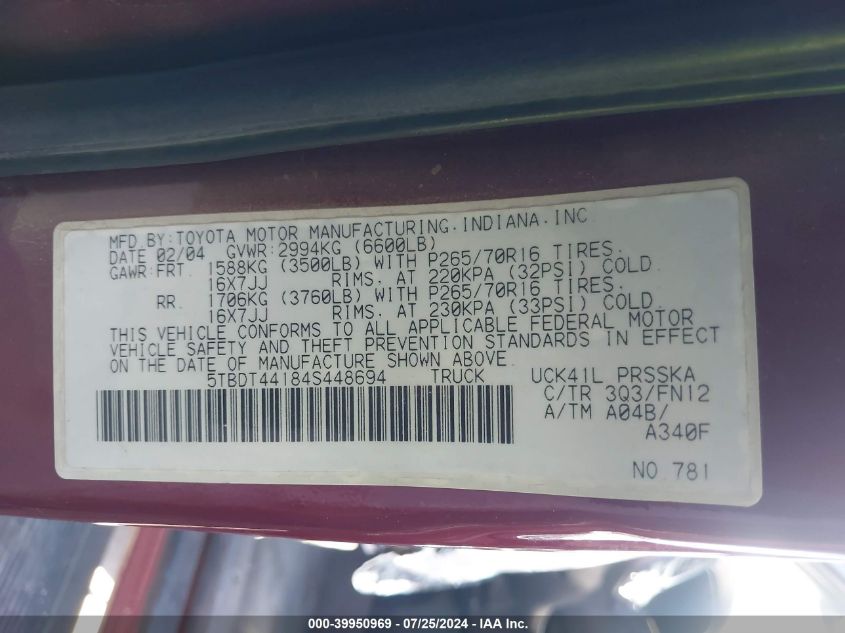 MFD.BY:TOYOTA MOTOR MANUFACTURING.INDIANA.INC
DATE 02/04 GVWR:2994KG (6600LB)
GAWR:FRT. 1588KG (3500LB) WITH P265/70R16 TIRES.
16X7JJ RIMS. AT 220KPA (32PSI) COLD.
RR. 1706KG (3760LB) WITH P265/70R16 TIRES.
16X7JJ RIMS. AT 230KPA (33PSI) COLD.
THIS VEHICLE CONFORMS TO ALL APPLICABLE FEDERAL MOTOR
VEHICLE SAFETY AND THEFT PREVENTION STANDARDS IN EFFECT
ON THE DATE OF MANUFACTURE SHOWN ABOVE.
5TBDT44184S448694 TRUCK UCK41L PRSSKA
C/TR 3Q3/FN12
A/TM A04B/
A340F
NO 781
000-39950969 - 07/25/2024 - IAA Inc.